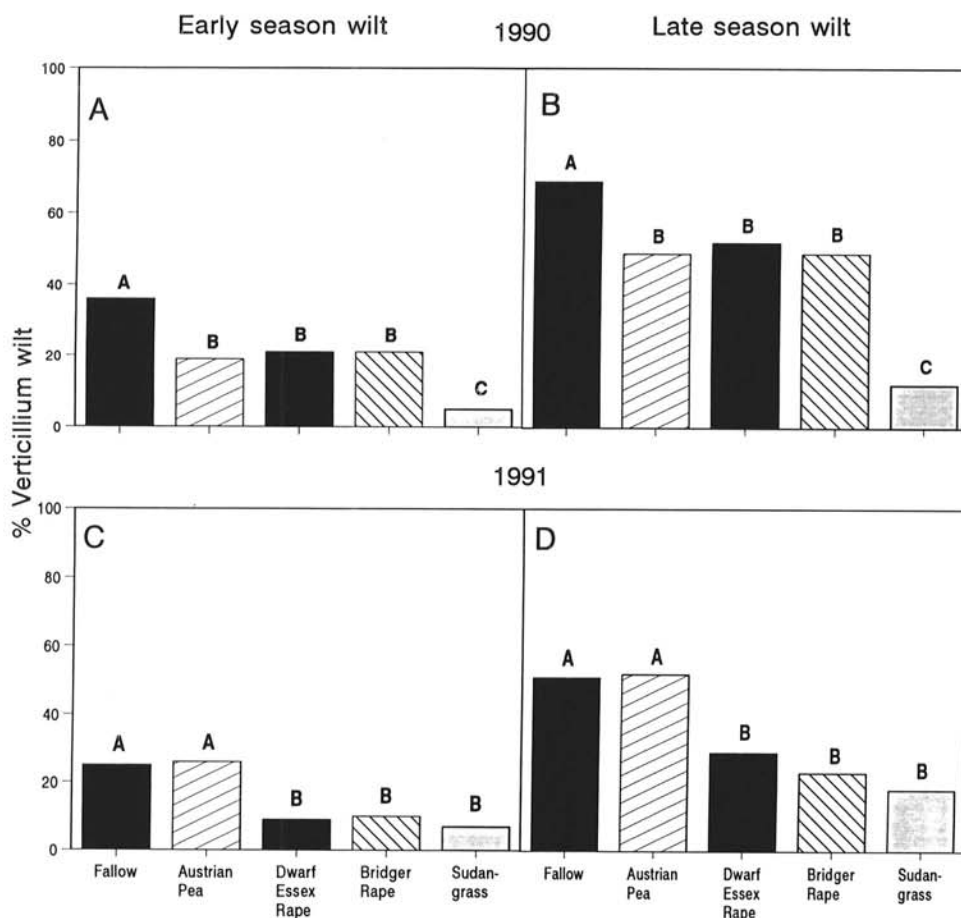 Early season wilt
1990
Late season wilt
% Verticillium wilt
100
80
60
40
20
0
A
A
B
B
B
C
B
A
B
B
B
C
1991
100
80
60
40
20
0
C
A
A
B
B
B
D
A
A
B
B
B
Fallow
Austrian
Pea
Dwarf
Essex
Rape
Bridger
Rape
Sudan-
grass
Fallow
Austrian
Pea
Dwarf
Essex
Rape
Bridger
Rape
Sudan-
grass